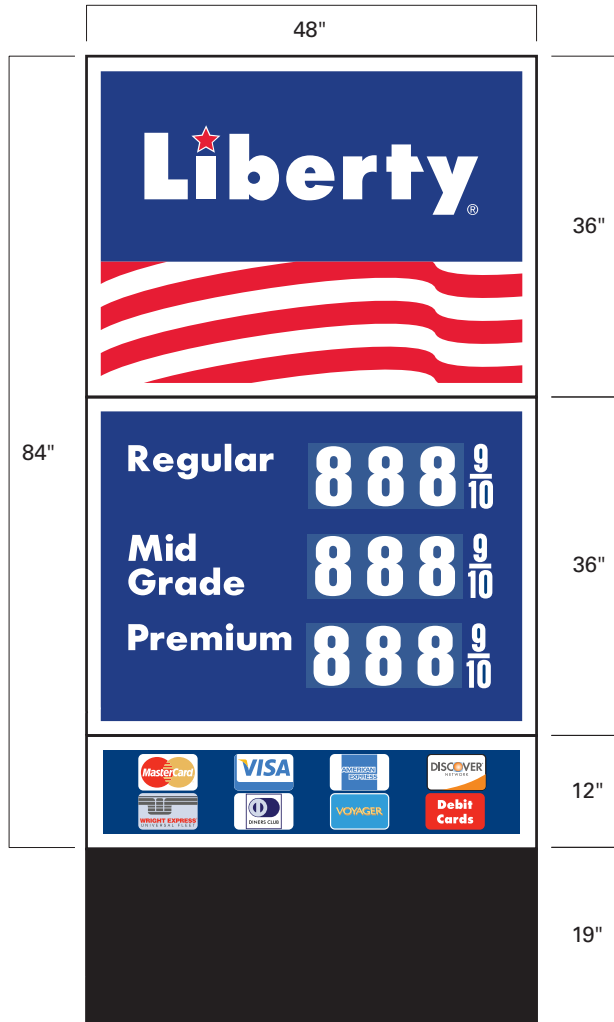 48"
Liberty®
36"
84"
Regular 888 9/10
36"
Mid
Grade 888 9/10
Premium 888 9/10
MasterCard VISA AMERICAN EXPRESS DISCOVER NETWORK
12"
WRIGHT EXPRESS UNIVERSAL FLEET DINERS CLUB VOYAGER Debit Cards
19"